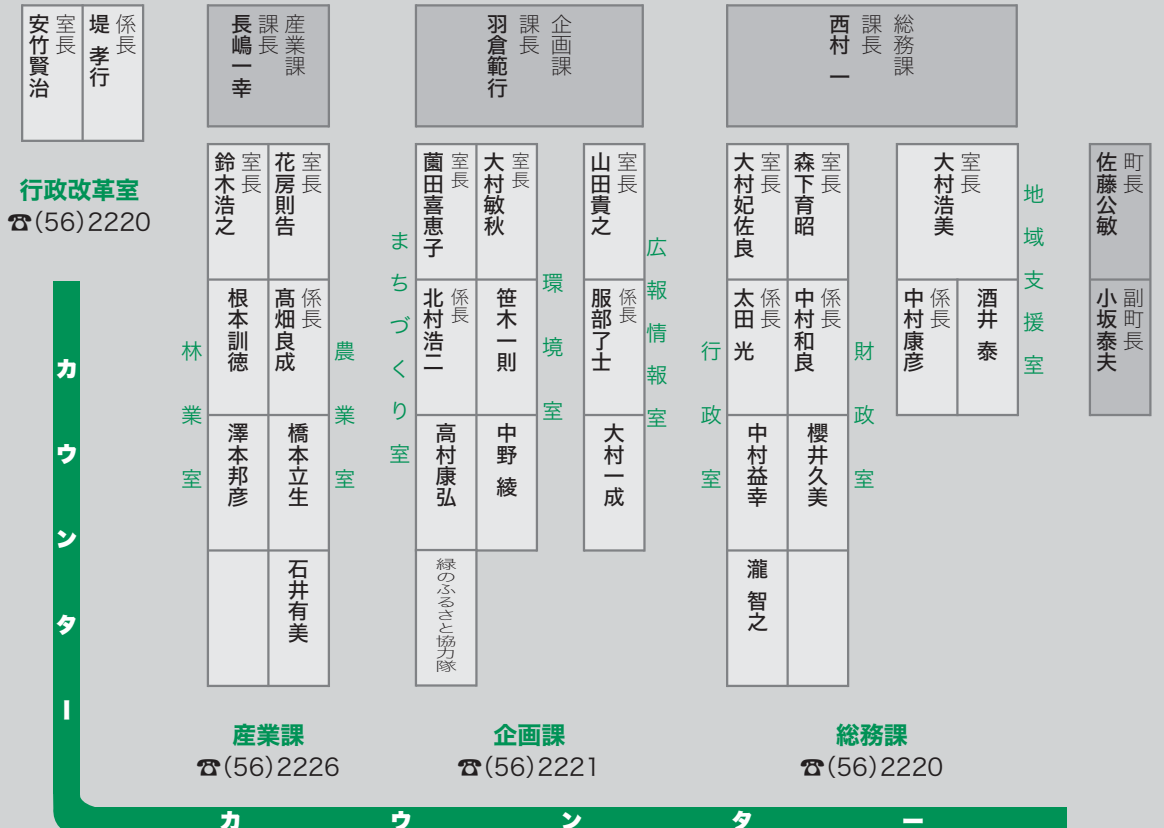 町長
佐藤公敏
副町長
小坂泰夫
総務課
課長
西村 一
地域支援室
室長
大村浩美
酒井 泰
係長
中村康彦
財政室
室長
森下育昭
係長
中村和良
櫻井久美
行政室
室長
大村妃佐良
係長
太田 光
中村益幸
瀧 智之
総務課
☎(56)2220
企画課
課長
羽倉範行
広報情報室
室長
山田貴之
係長
服部了士
大村一成
環境室
室長
大村敏秋
笹木一則
中野 綾
まちづくり室
室長
薗田喜恵子
係長
北村浩二
高村康弘
緑のふるさと協力隊
企画課
☎(56)2221
産業課
課長
長嶋一幸
農業室
室長
花房則告
係長
髙畑良成
橋本立生
石井有美
林業室
室長
鈴木浩之
根本訓徳
澤本邦彦
産業課
☎(56)2226
係長
堤 孝行
室長
安竹賢治
行政改革室
☎(56)2220
カウンター
カウンター